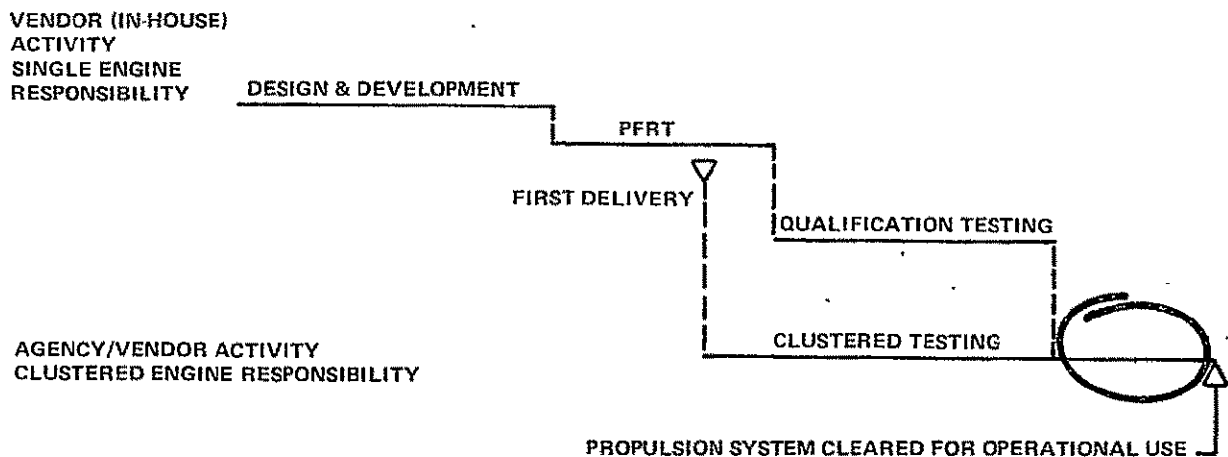 VENDOR (IN-HOUSE)
ACTIVITY
SINGLE ENGINE
RESPONSIBILITY
DESIGN & DEVELOPMENT
PFRT
FIRST DELIVERY
QUALIFICATION TESTING
CLUSTERED TESTING
AGENCY/VENDOR ACTIVITY
CLUSTERED ENGINE RESPONSIBILITY
PROPULSION SYSTEM CLEARED FOR OPERATIONAL USE